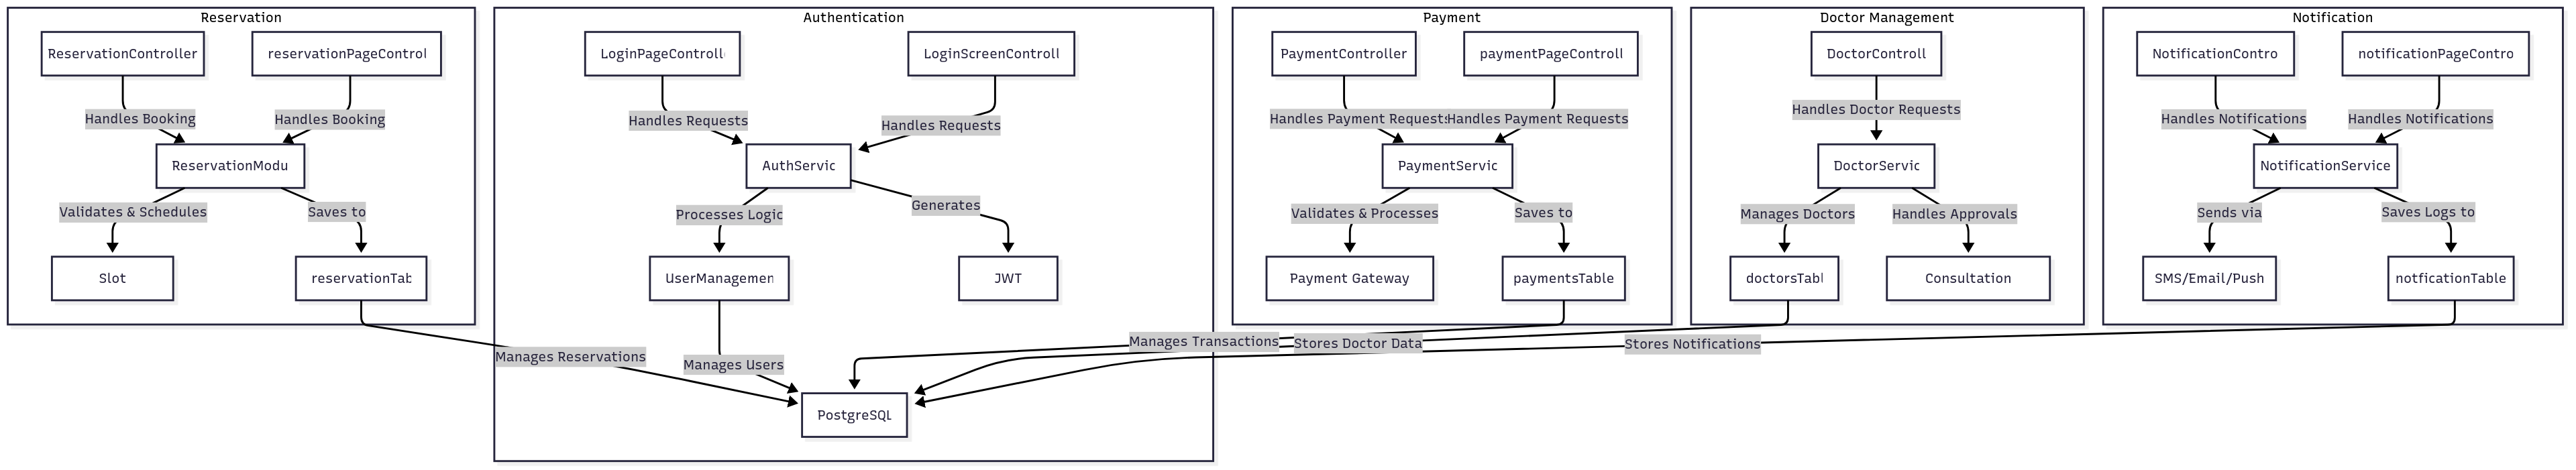 Reservation
ReservationController
reservationPageControl
Handles Booking
Handles Booking
ReservationModu
Validates & Schedules
Saves to
Slot
reservationTab
Manages Reservations
Authentication
LoginPageControll
LoginScreenControll
Handles Requests
Handles Requests
AuthServic
Processes Logic
Generates
UserManagemen
JWT
Manages Users
PostgreSQL
Payment
PaymentController
paymentPageControll
Handles Payment Requests
Handles Payment Requests
PaymentServic
Validates & Processes
Saves to
Payment Gateway
paymentsTable
Manages Transactions
Doctor Management
DoctorControll
Handles Doctor Requests
DoctorServic
Manages Doctors
Handles Approvals
doctorsTabl
Consultation
Stores Doctor Data
Notification
NotificationContro
notificationPageContro
Handles Notifications
Handles Notifications
NotificationService
Sends via
Saves Logs to
SMS/Email/Push
notficationTable
Stores Notifications